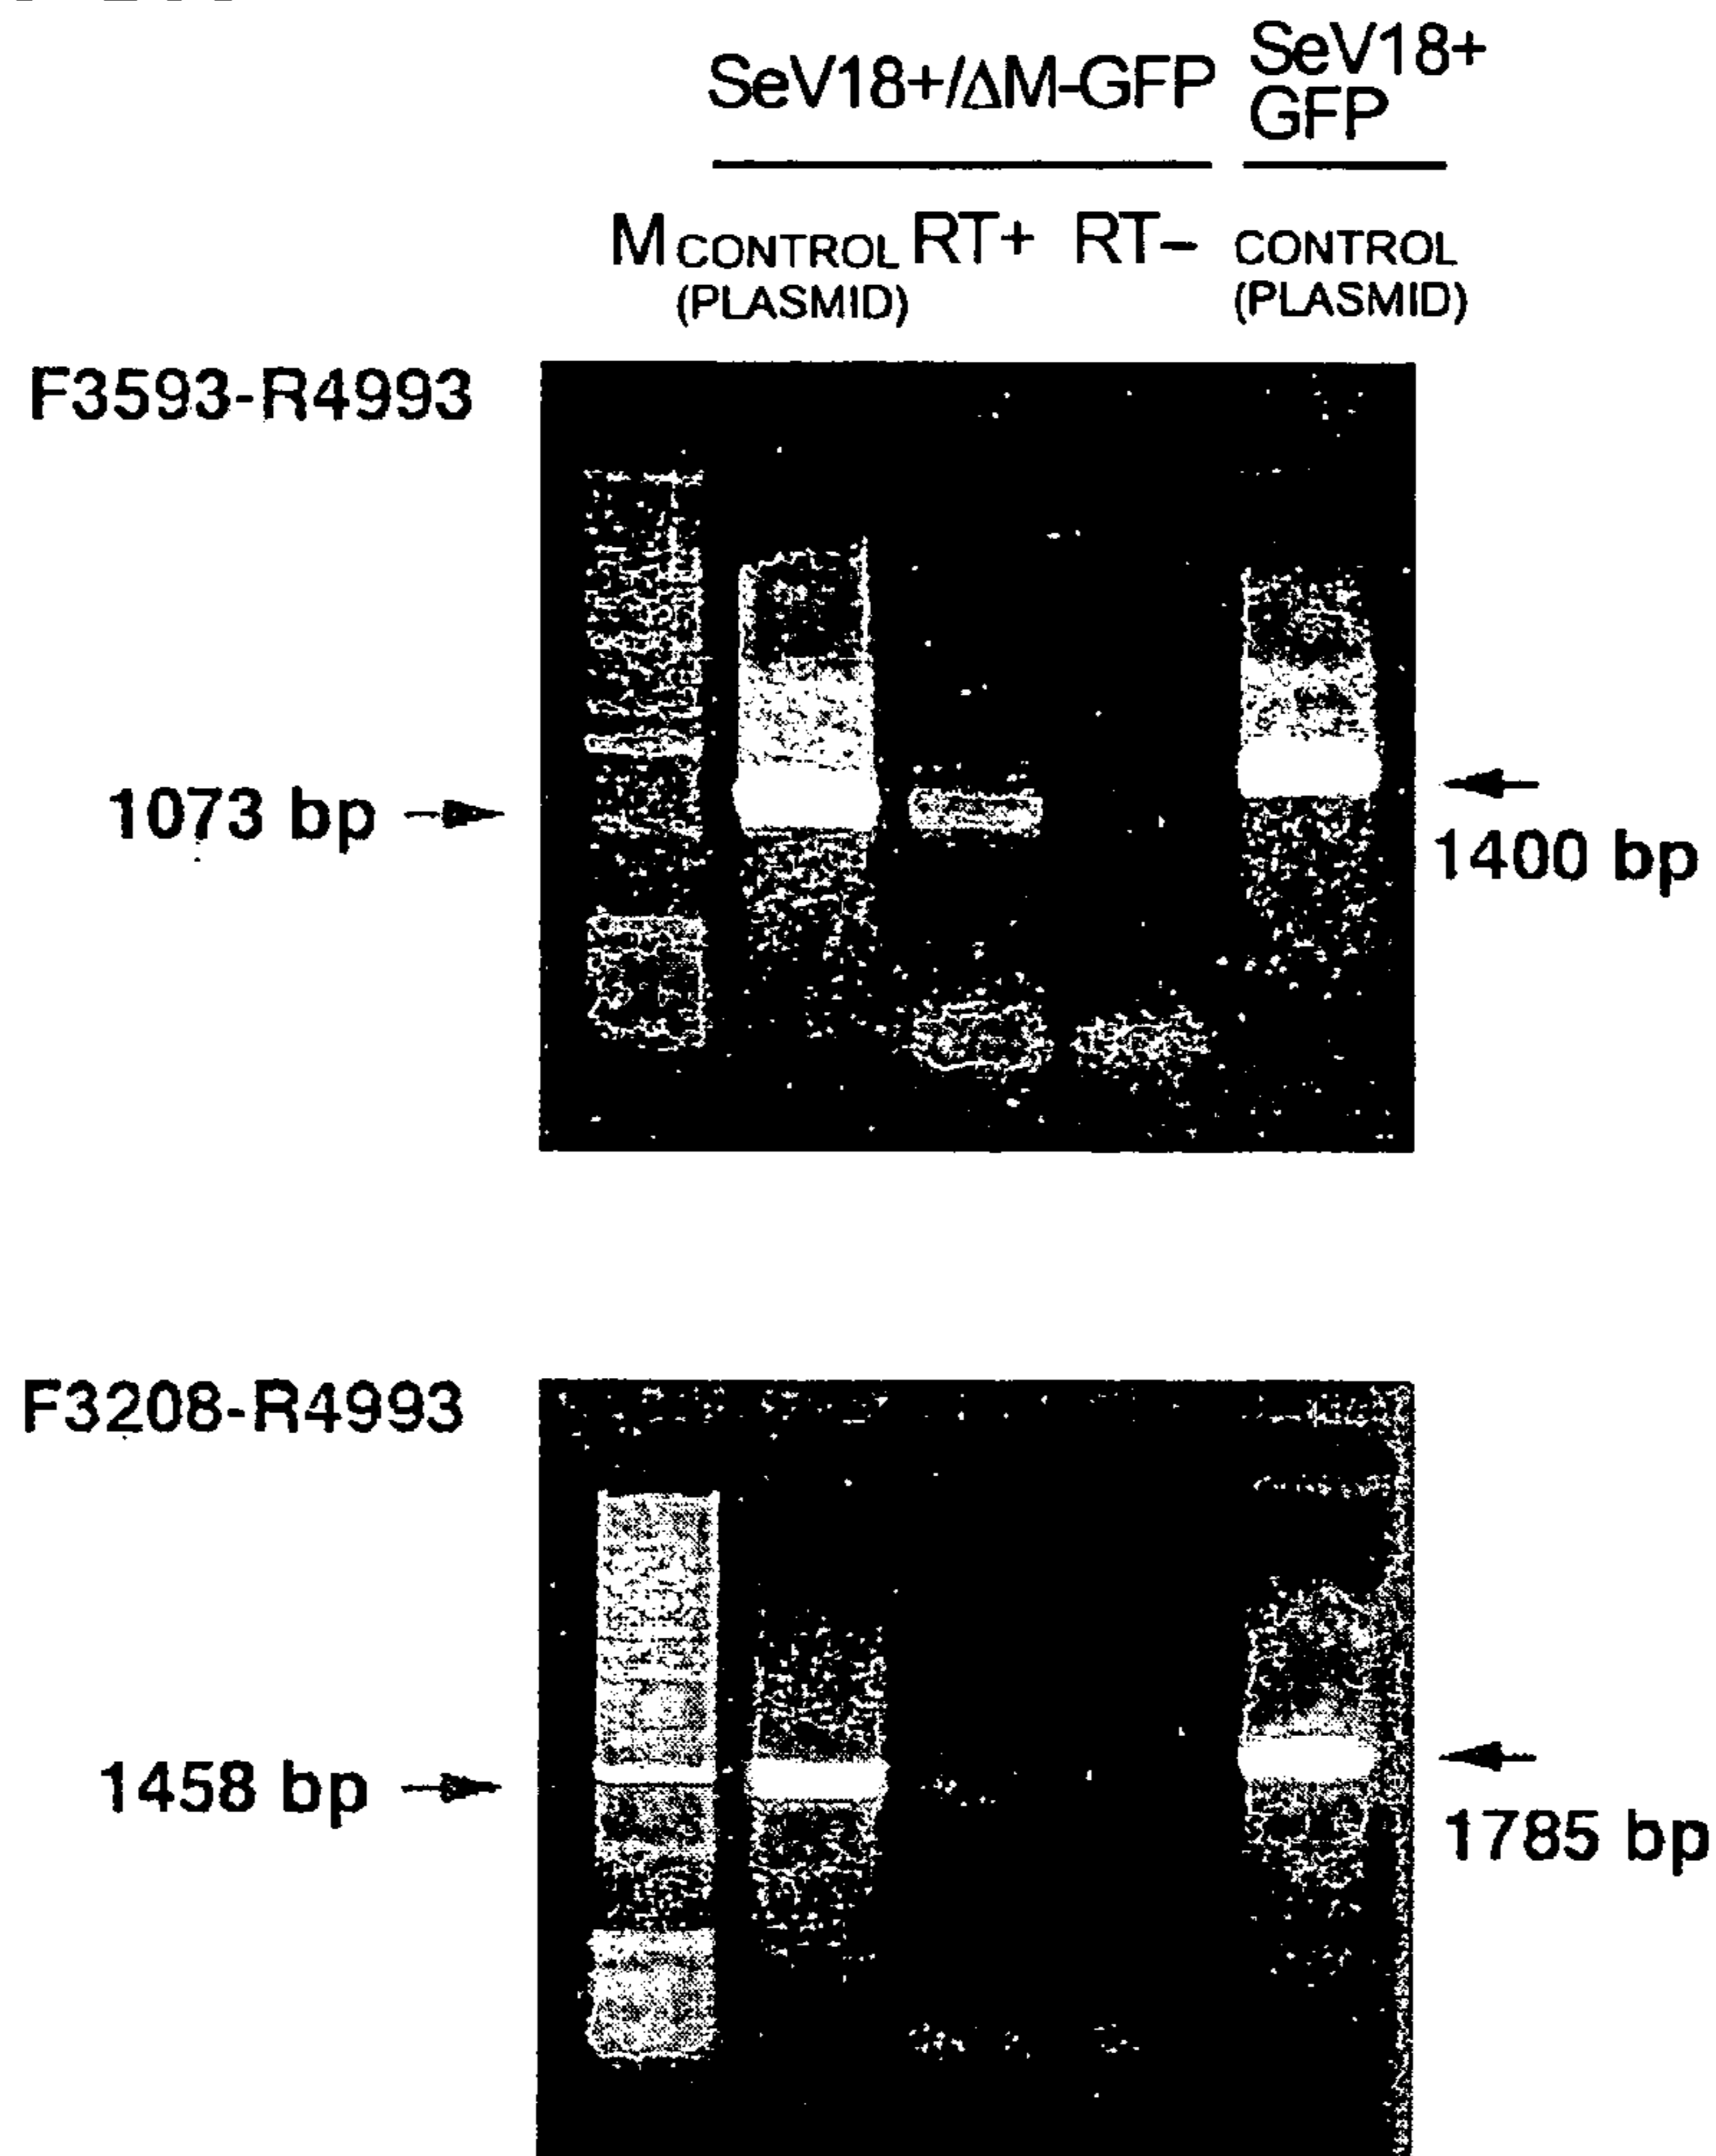 SeV18+/ΔM-GFP
SeV18+
GFP
M CONTROL RT+ RT− CONTROL
(PLASMID) (PLASMID)
F3593-R4993
1073 bp
1400 bp
F3208-R4993
1458 bp
1785 bp